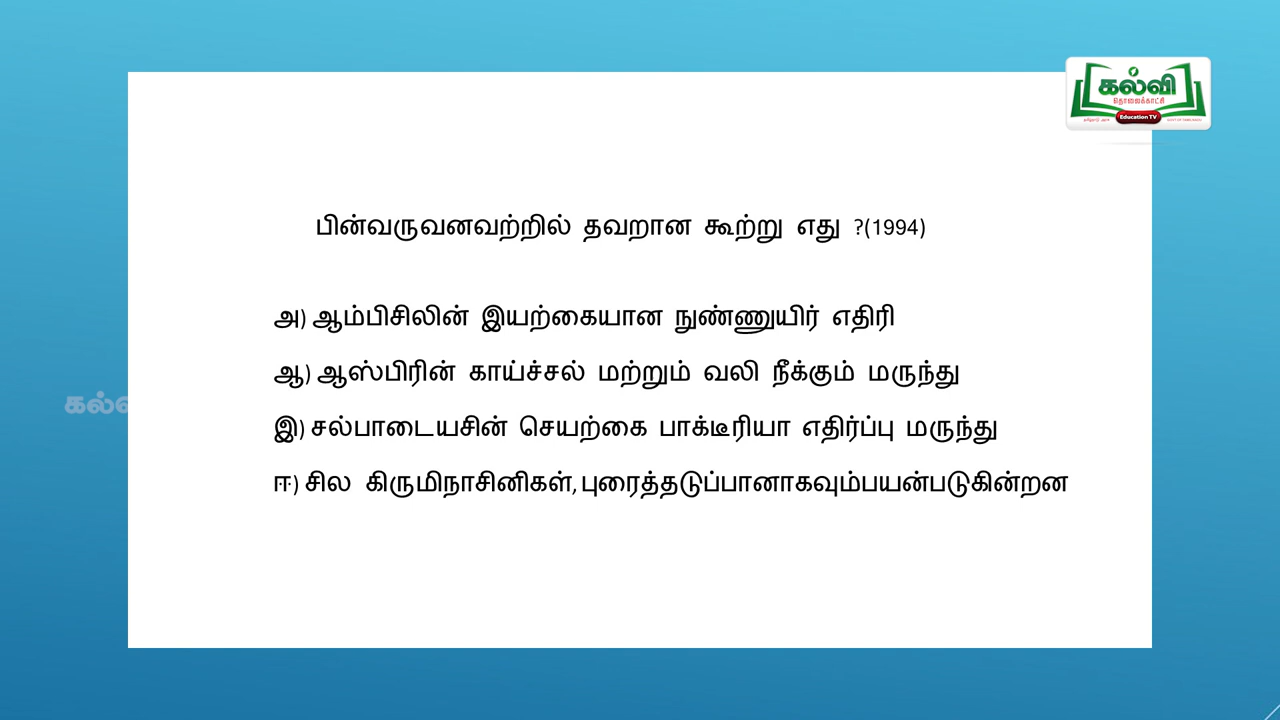 கல்வி
தொலைக்காட்சி
Education TV
பின்வருவனவற்றில் தவறான கூற்று எது ?(1994)
அ) ஆம்பிசிலின் இயற்கையான நுண்ணுயிர் எதிரி
ஆ) ஆஸ்பிரின் காய்ச்சல் மற்றும் வலி நீக்கும் மருந்து
இ) சல்பாடையசின் செயற்கை பாக்டீரியா எதிர்ப்பு மருந்து
ஈ) சில கிருமிநாசினிகள், புரைத்தடுப்பானாகவும்பயன்படுகின்றன